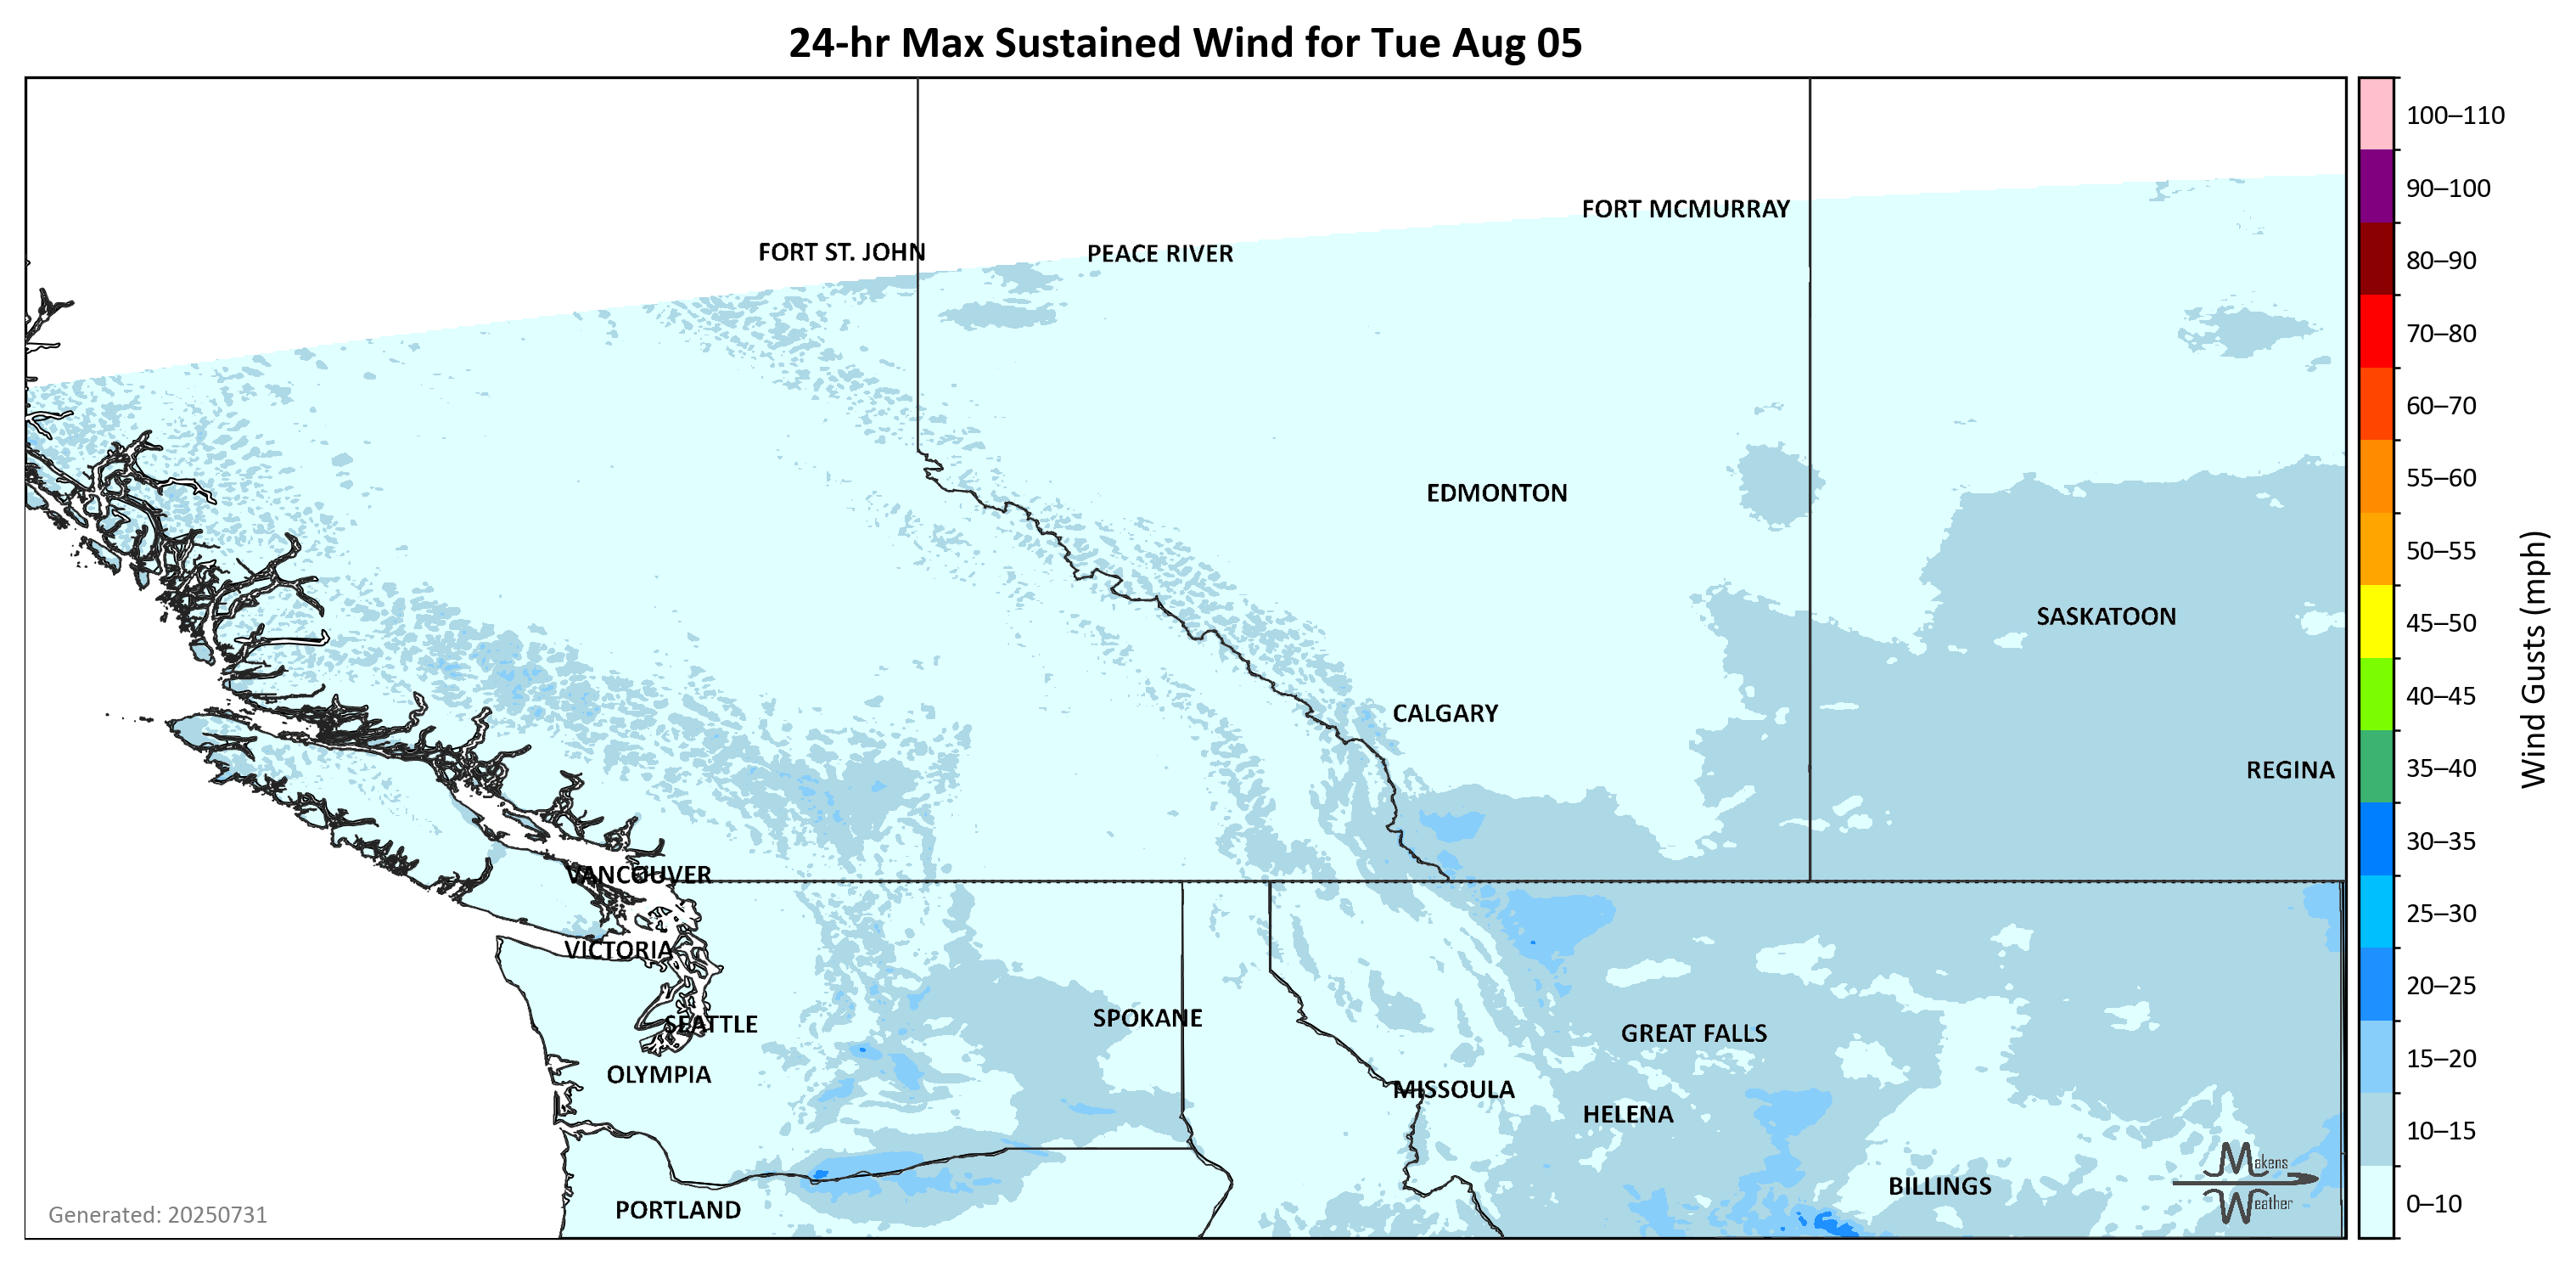 24-hr Max Sustained Wind for Tue Aug 05
100–110
FORT MCMURRAY
90–100
FORT ST. JOHN
PEACE RIVER
80–90
70–80
60–70
EDMONTON
55–60
50–55
SASKATOON
45–50
Wind Gusts (mph)
CALGARY
40–45
REGINA
35–40
30–35
VANCOUVER
25–30
VICTORIA
20–25
SEATTLE
SPOKANE
GREAT FALLS
15–20
OLYMPIA
MISSOULA
HELENA
10–15
Makens
Weather
BILLINGS
PORTLAND
0–10
Generated: 20250731